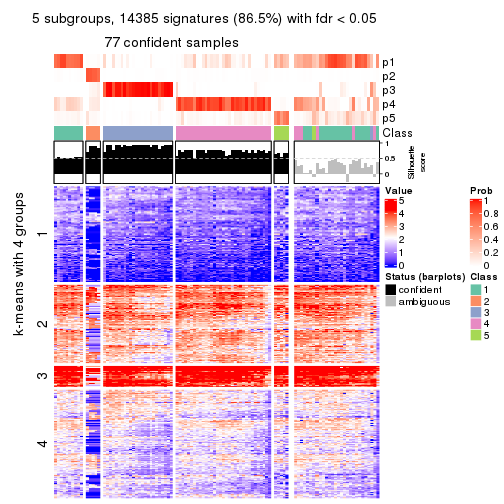 5 subgroups, 14385 signatures (86.5%) with fdr < 0.05
77 confident samples
p1
p2
p3
p4
p5
Class
1
0.5
0
Silhouette
score
k-means with 4 groups
1
2
3
4
Value
5
4
3
2
1
0
Prob
1
0.8
0.6
0.4
0.2
0
Status (barplots)
confident
ambiguous
Class
1
2
3
4
5